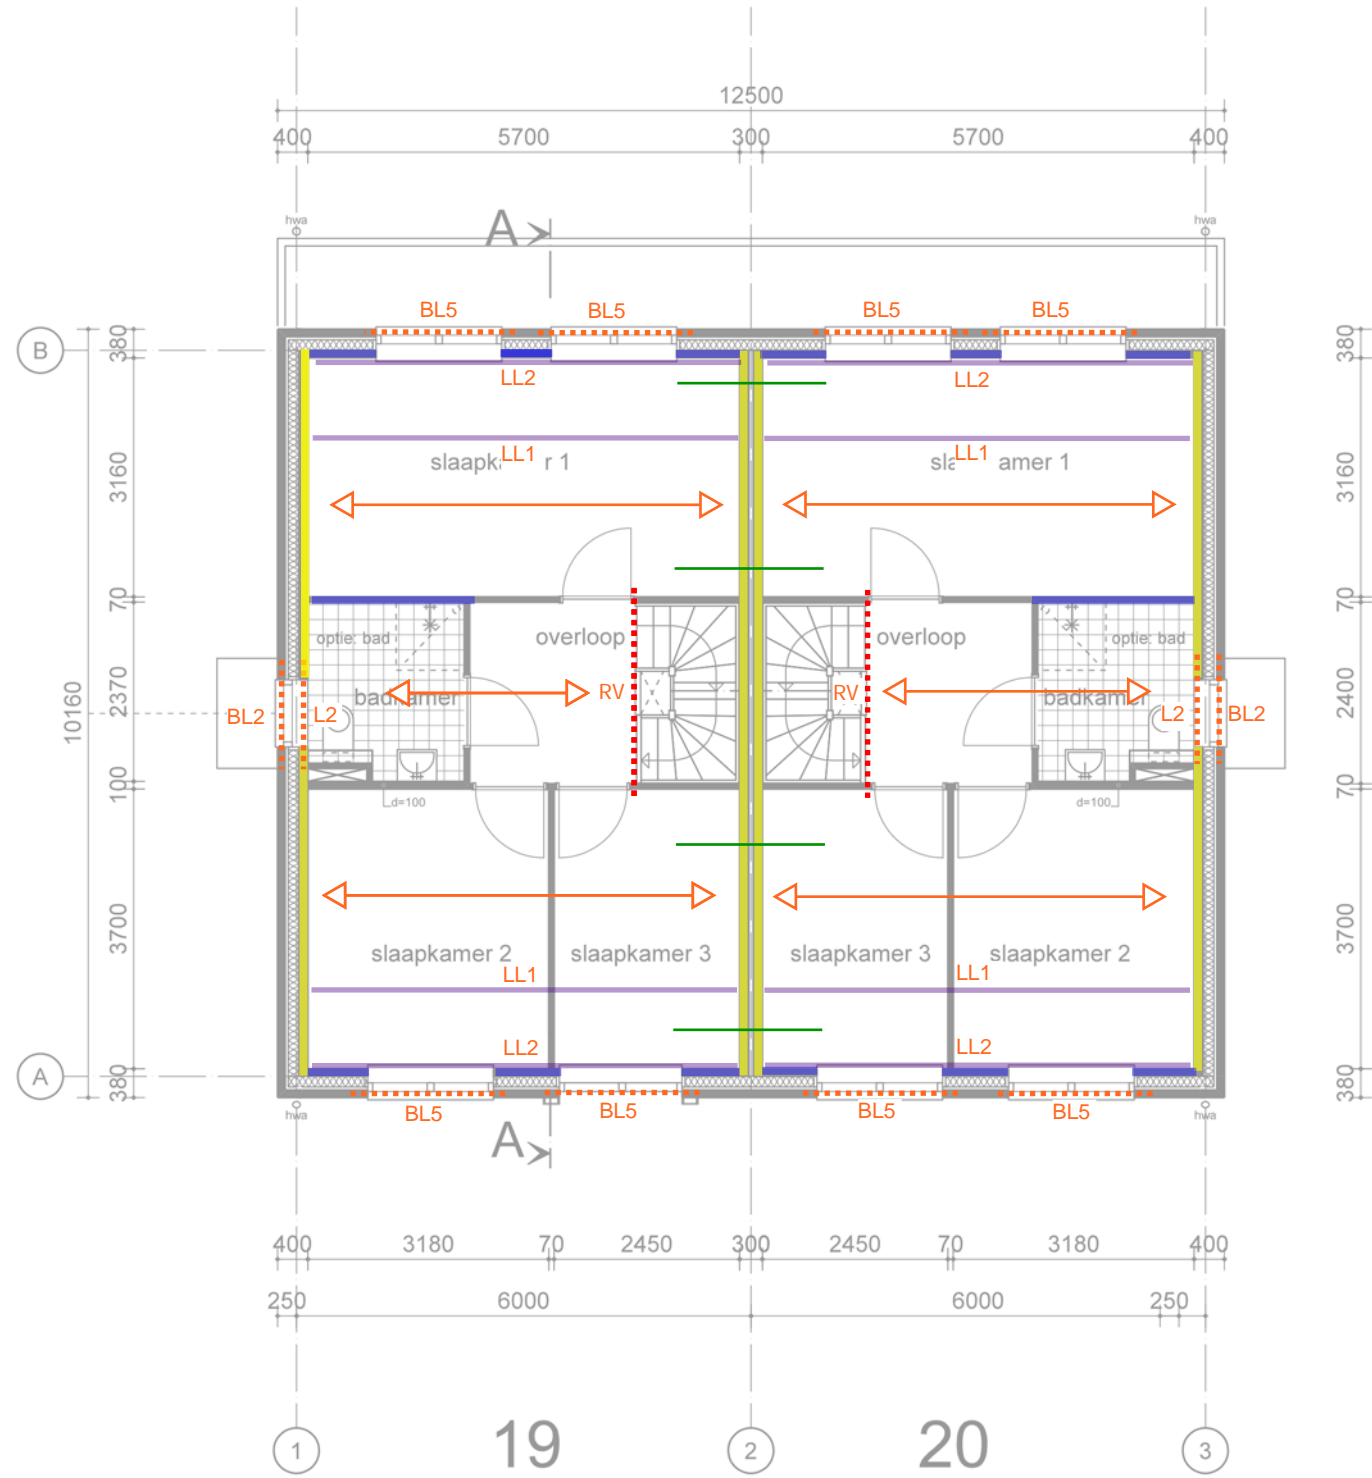 12500
400 5700 300 5700 400
hwa hwa
A
BL5 BL5 BL5 BL5
B
380 380
LL2 LL2
LL1 LL1
slaapk r 1 sla amer 1
3160 3160
70 70
optie: bad overloop overloop optie: bad
badkamer RV RV badkamer
BL2 L2 L2 BL2
10160
2370 2400
100 70
d=100 d=100
3700 3700
slaapkamer 2 slaapkamer 3 slaapkamer 3 slaapkamer 2
LL1 LL1
LL2 LL2
A
380 380
BL5 BL5 BL5 BL5
hwa hwa
A
400 3180 70 2450 300 2450 70 3180 400
250 6000 6000 250
19 20
1 2 3